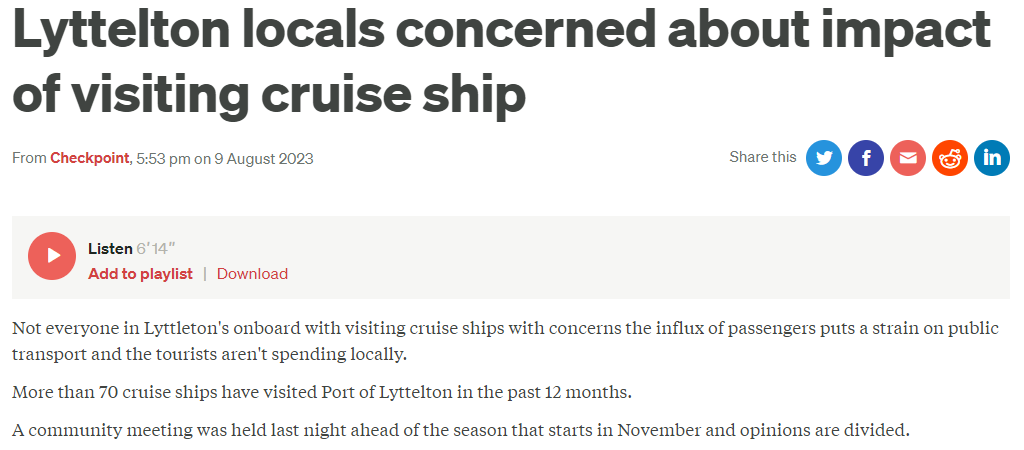 Lyttelton locals concerned about impact
of visiting cruise ship
From Checkpoint, 5:53 pm on 9 August 2023
Share this
Listen 6′14″
Add to playlist | Download
Not everyone in Lyttleton's onboard with visiting cruise ships with concerns the influx of passengers puts a strain on public
transport and the tourists aren't spending locally.
More than 70 cruise ships have visited Port of Lyttelton in the past 12 months.
A community meeting was held last night ahead of the season that starts in November and opinions are divided.